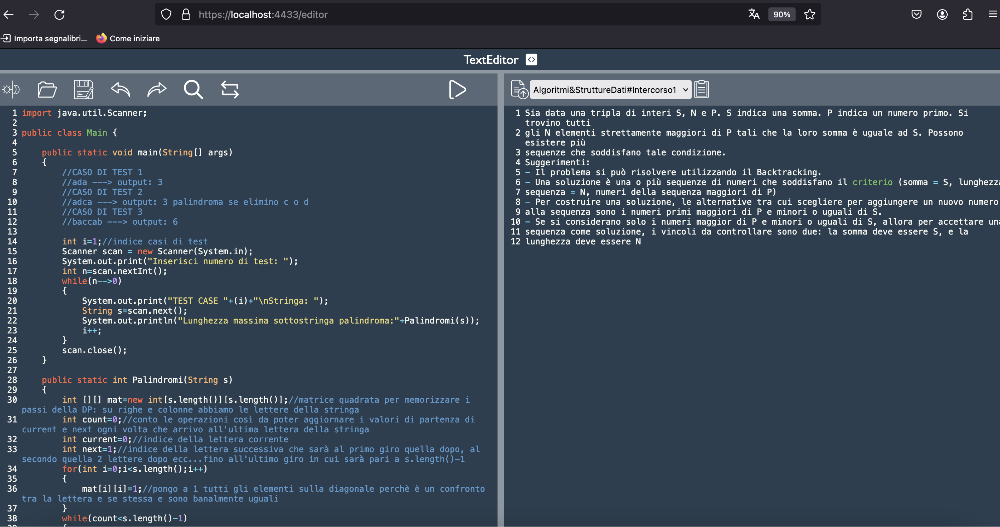 https://localhost:4433/editor
90%
Importa segnalibri...
Come iniziare
TextEditor
Algoritmi&StruttureDati#Intercorso1
1 import java.util.Scanner;
2
3 public class Main {
4
5 public static void main(String[] args)
6 {
7 //CASO DI TEST 1
8 //ada ---> output: 3
9 //CASO DI TEST 2
10 //adca ---> output: 3 palindroma se elimino c o d
11 //CASO DI TEST 3
12 //baccab ---> output: 6
13
14 int i=1;//indice casi di test
15 Scanner scan = new Scanner(System.in);
16 System.out.print("Inserisci numero di test: ");
17 int n=scan.nextInt();
18 while(n-->0)
19 {
20 System.out.print("TEST CASE "+(i)+"\nStringa: ");
21 String s=scan.next();
22 System.out.println("Lunghezza massima sottostringa palindroma:"+Palindromi(s));
23 i++;
24 }
25 scan.close();
26 }
27
28 public static int Palindromi(String s)
29 {
30 int [][] mat=new int[s.length()][s.length()];//matrice quadrata per memorizzare i
passi della DP: su righe e colonne abbiamo le lettere della stringa
31 int count=0;//conto le operazioni così da poter aggiornare i valori di partenza di
current e next ogni volta che arrivo all'ultima lettera della stringa
32 int current=0;//indice della lettera corrente
33 int next=1;//indice della lettera successiva che sarà al primo giro quella dopo, al
secondo quella 2 lettere dopo ecc...fino all'ultimo giro in cui sarà pari a s.length()-1
34 for(int i=0;i<s.length();i++)
35 {
36 mat[i][i]=1;//pongo a 1 tutti gli elementi sulla diagonale perchè è un confronto
tra la lettera e se stessa e sono banalmente uguali
37 }
38 while(count<s.length()-1)
1 Sia data una tripla di interi S, N e P. S indica una somma. P indica un numero primo. Si
trovino tutti
2 gli N elementi strettamente maggiori di P tali che la loro somma è uguale ad S. Possono
esistere più
3 sequenze che soddisfano tale condizione.
4 Suggerimenti:
5 - Il problema si può risolvere utilizzando il Backtracking.
6 - Una soluzione è una o più sequenze di numeri che soddisfano il criterio (somma = S, lunghezza
7 sequenza = N, numeri della sequenza maggiori di P)
8 - Per costruire una soluzione, le alternative tra cui scegliere per aggiungere un nuovo numero
9 alla sequenza sono i numeri primi maggiori di P e minori o uguali di S.
10 - Se si considerano solo i numeri maggior di P e minori o uguali di S, allora per accettare una
11 sequenza come soluzione, i vincoli da controllare sono due: la somma deve essere S, e la
12 lunghezza deve essere N